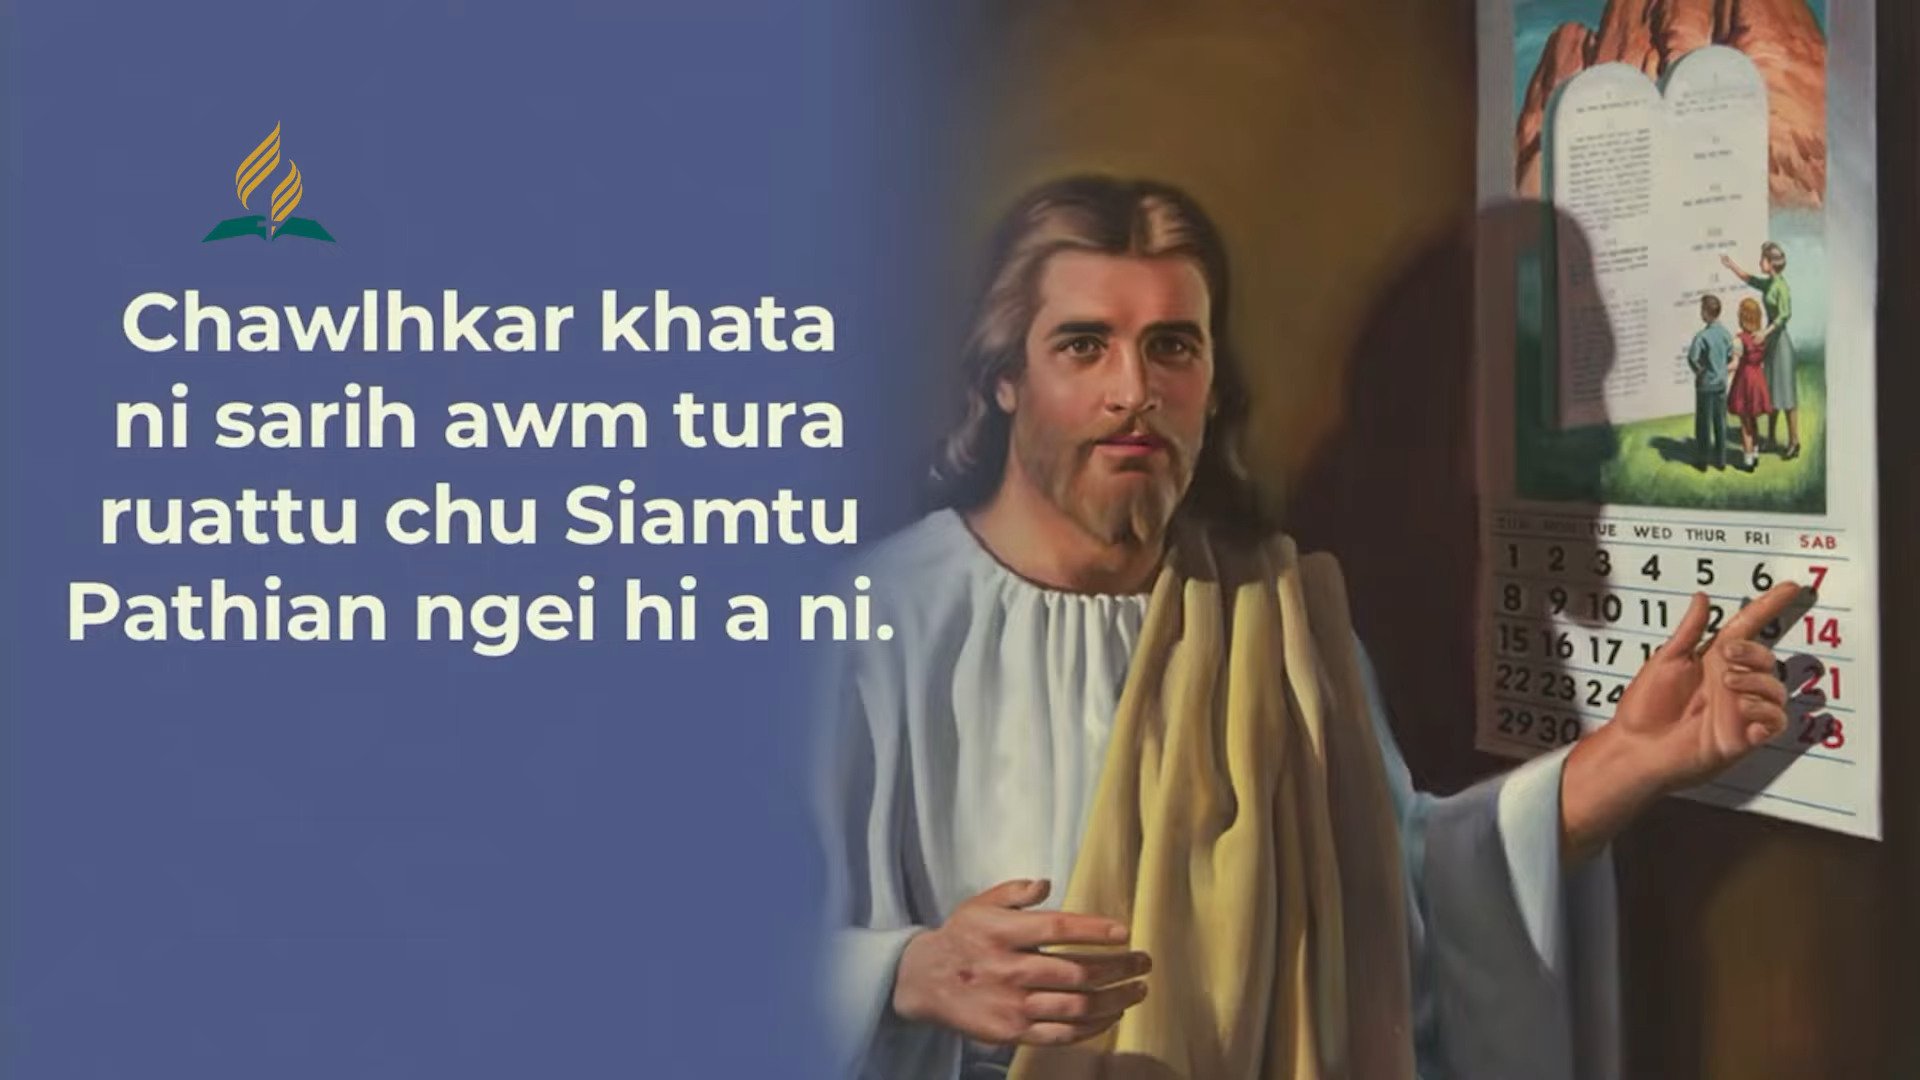 Chawlhkar khata
ni sarih awm tura
ruattu chu Siamtu
Pathian ngei hi a ni.
TUE WED THUR FRI SAB
1 2 3 4 5 6 7
8 9 10 11 14
15 16 17 21
22 23 24 28
29 30